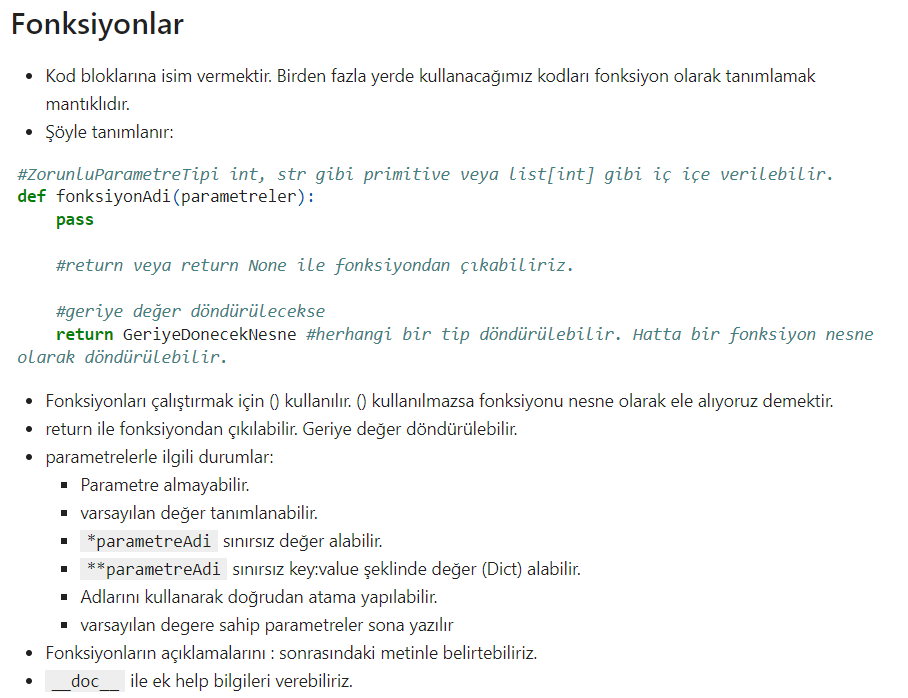 Fonksiyonlar
• Kod bloklarına isim vermektir. Birden fazla yerde kullanacağımız kodları fonksiyon olarak tanımlamak
mantıklıdır.
• Şöyle tanımlanır:
#ZorunluParametreTipi int, str gibi primitive veya list[int] gibi iç içe verilebilir.
def fonksiyonAdi(parametreler):
    pass
    #return veya return None ile fonksiyondan çıkabiliriz.
    #geriye değer döndürülecekse
    return GeriyeDonecekNesne #herhangi bir tip döndürülebilir. Hatta bir fonksiyon nesne
olarak döndürülebilir.
• Fonksiyonları çalıştırmak için () kullanılır. () kullanılmazsa fonksiyonu nesne olarak ele alıyoruz demektir.
• return ile fonksiyondan çıkılabilir. Geriye değer döndürülebilir.
• parametrelerle ilgili durumlar:
▪ Parametre almayabilir.
▪ varsayılan değer tanımlanabilir.
▪ *parametreAdi sınırsız değer alabilir.
▪ **parametreAdi sınırsız key:value şeklinde değer (Dict) alabilir.
▪ Adlarını kullanarak doğrudan atama yapılabilir.
▪ varsayılan degere sahip parametreler sona yazılır
• Fonksiyonların açıklamalarını : sonrasındaki metinle belirtebiliriz.
• __doc__ ile ek help bilgileri verebiliriz.